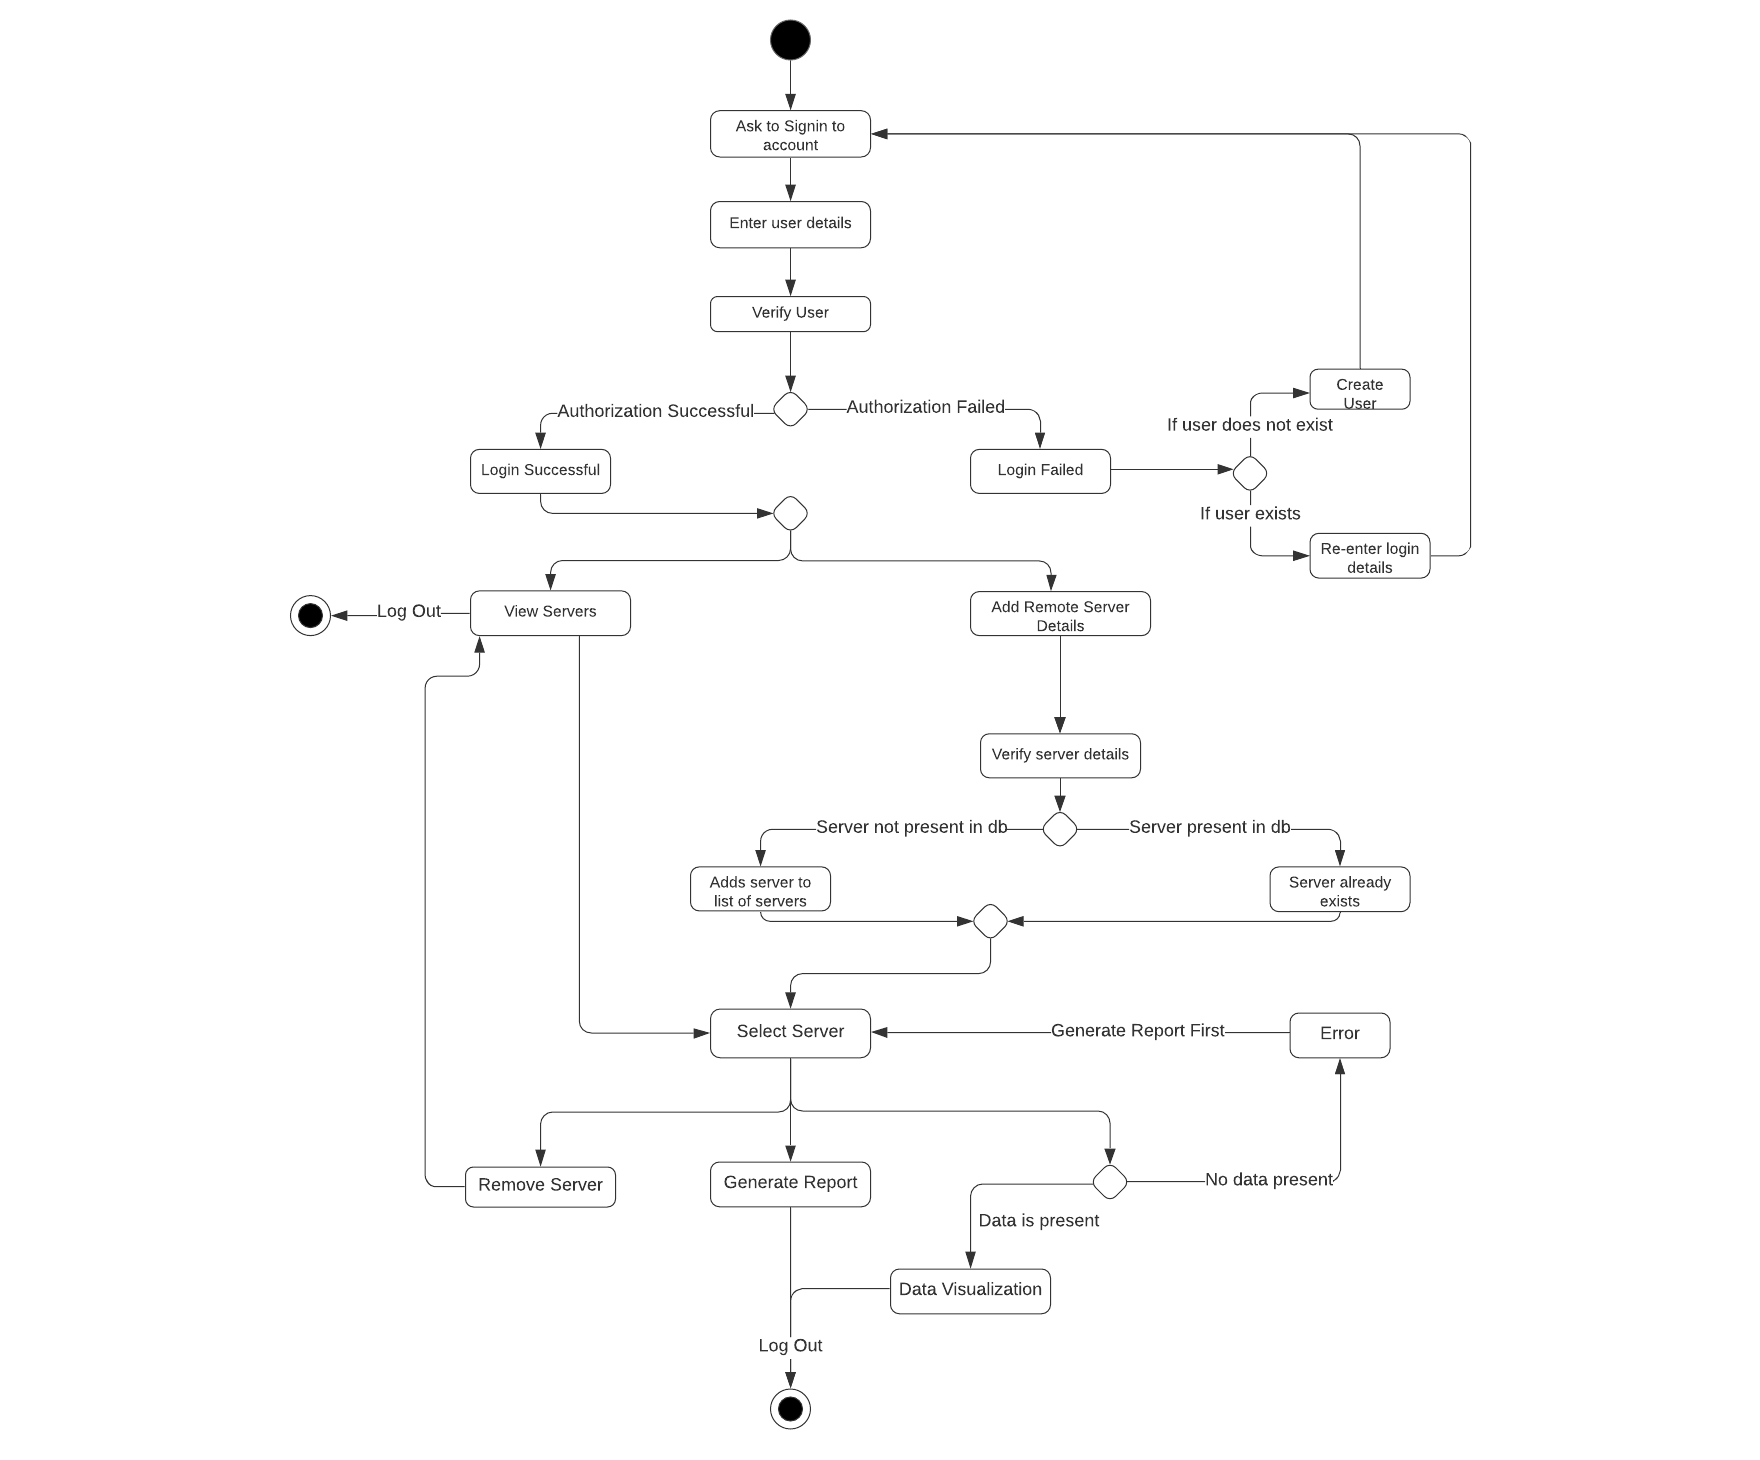 Ask to Signin to
account
Enter user details
Verify User
Authorization Successful
Authorization Failed
Create
User
If user does not exist
Login Successful
Login Failed
If user exists
Re-enter login
details
Log Out
View Servers
Add Remote Server
Details
Verify server details
Server not present in db
Server present in db
Adds server to
list of servers
Server already
exists
Select Server
Generate Report First
Error
Remove Server
Generate Report
No data present
Data is present
Data Visualization
Log Out